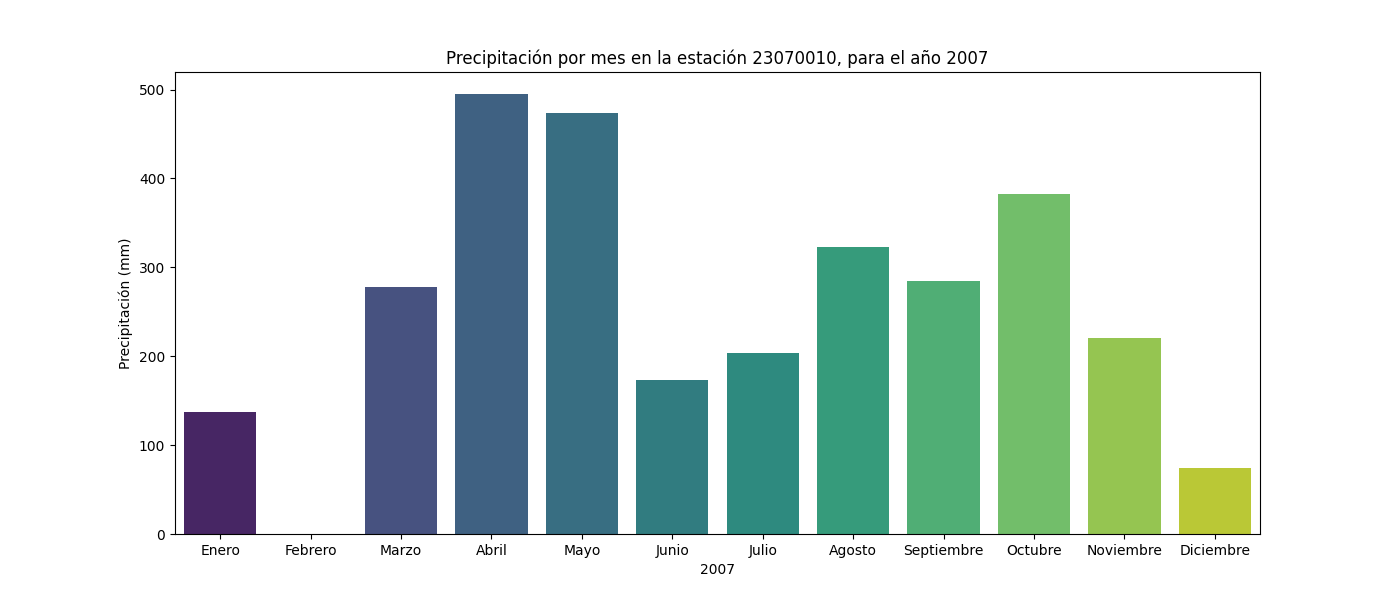 Precipitación por mes en la estación 23070010, para el año 2007
Precipitación (mm)
500
400
300
200
100
0
Enero Febrero Marzo Abril Mayo Junio Julio Agosto Septiembre Octubre Noviembre Diciembre
2007